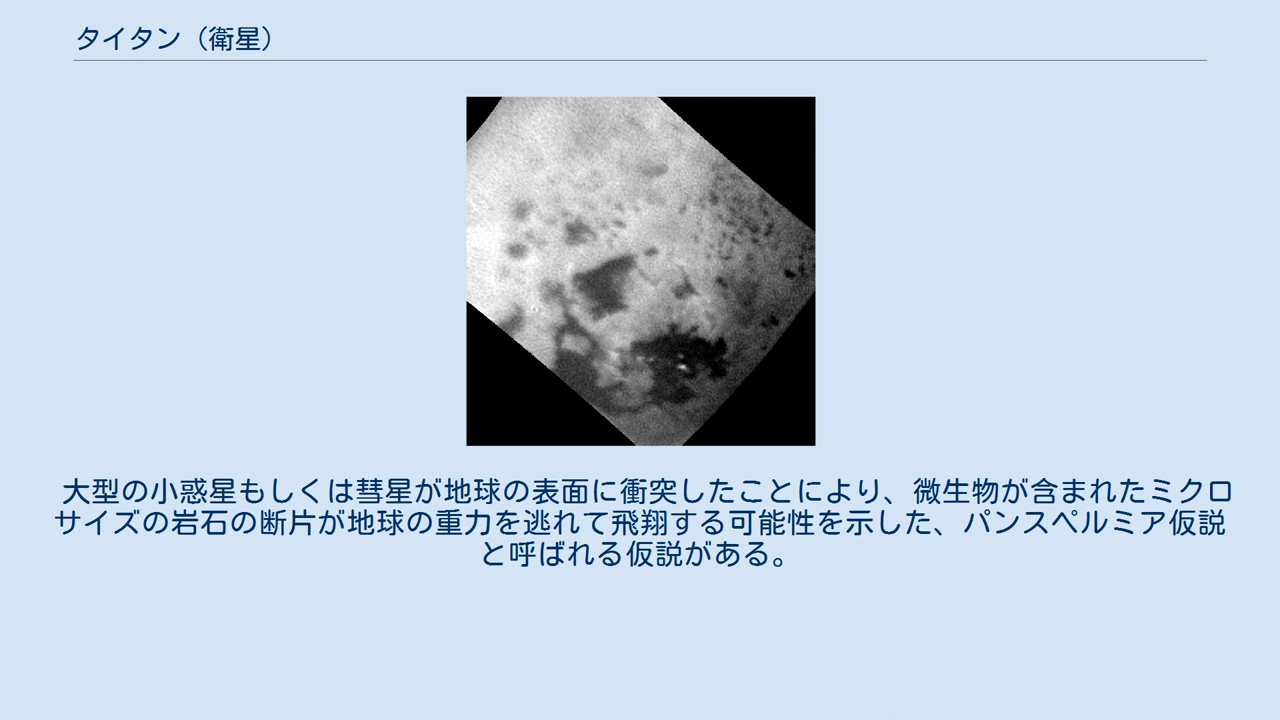 タイタン（衛星）
大型の小惑星もしくは彗星が地球の表面に衝突したことにより、微生物が含まれたミクロ
サイズの岩石の断片が地球の重力を逃れて飛翔する可能性を示した、パンスペルミア仮説
と呼ばれる仮説がある。